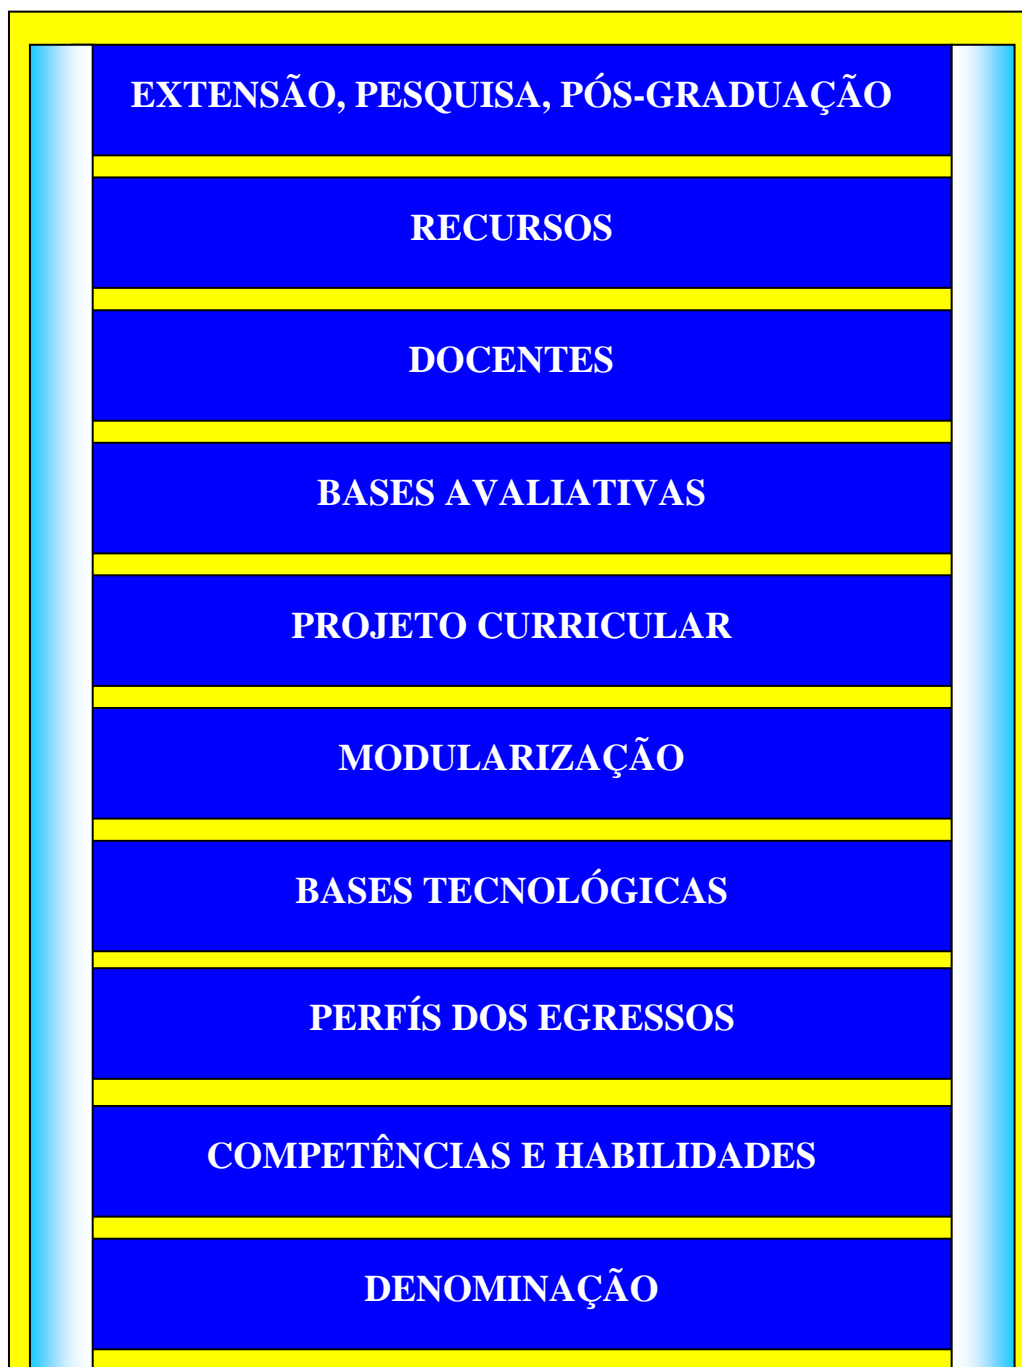 EXTENSÃO, PESQUISA, PÓS-GRADUAÇÃO
RECURSOS
DOCENTES
BASES AVALIATIVAS
PROJETO CURRICULAR
MODULARIZAÇÃO
BASES TECNOLÓGICAS
PERFÍS DOS EGRESSOS
COMPETÊNCIAS E HABILIDADES
DENOMINAÇÃO